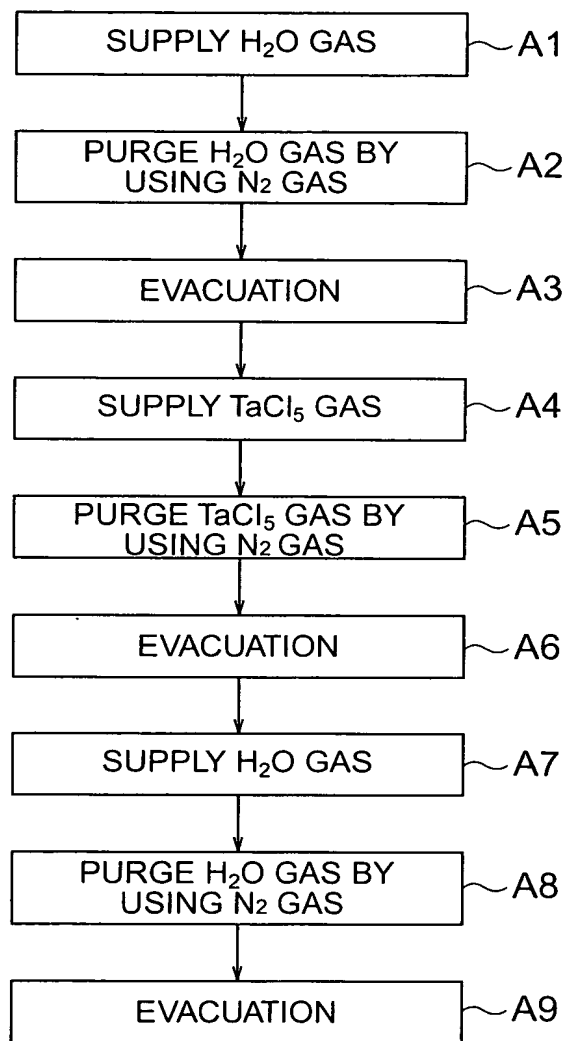 SUPPLY H₂O GAS
A1
PURGE H₂O GAS BY
USING N₂ GAS
A2
EVACUATION
A3
SUPPLY TaCl₅ GAS
A4
PURGE TaCl₅ GAS BY
USING N₂ GAS
A5
EVACUATION
A6
SUPPLY H₂O GAS
A7
PURGE H₂O GAS BY
USING N₂ GAS
A8
EVACUATION
A9